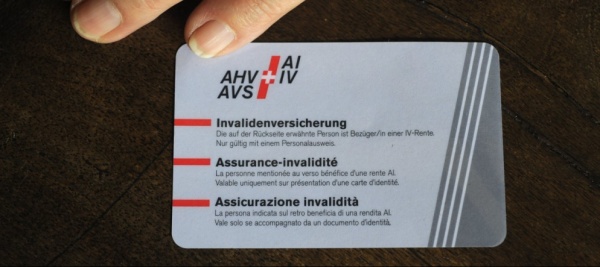 AHV AI
AVS IV
Invalidenversicherung
Die auf der Rückseite erwähnte Person ist Bezüger/in einer IV-Rente.
Nur gültig mit einem Personalausweis.
Assurance-invalidité
La personne mentionée au verso bénéfice d'une rente AI.
Valable uniquement sur présentation d'une carte d'identité.
Assicurazione invalidità
La persona indicata sul retro beneficia di una rendita AI.
Vale solo se accompagnato da un documento d'identità.